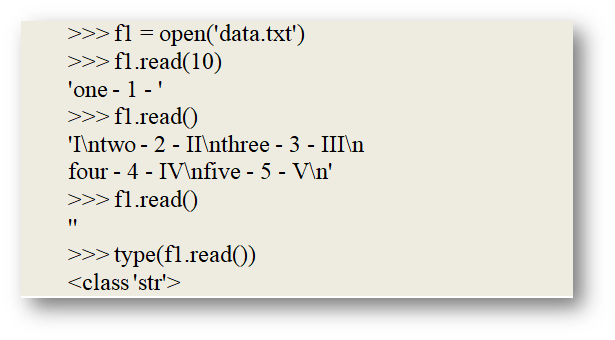 >>> f1 = open('data.txt')
>>> f1.read(10)
'one - 1 - '
>>> f1.read()
'I\ntwo - 2 - II\nthree - 3 - III\n
four - 4 - IV\nfive - 5 - V\n'
>>> f1.read()
''
>>> type(f1.read())
<class 'str'>